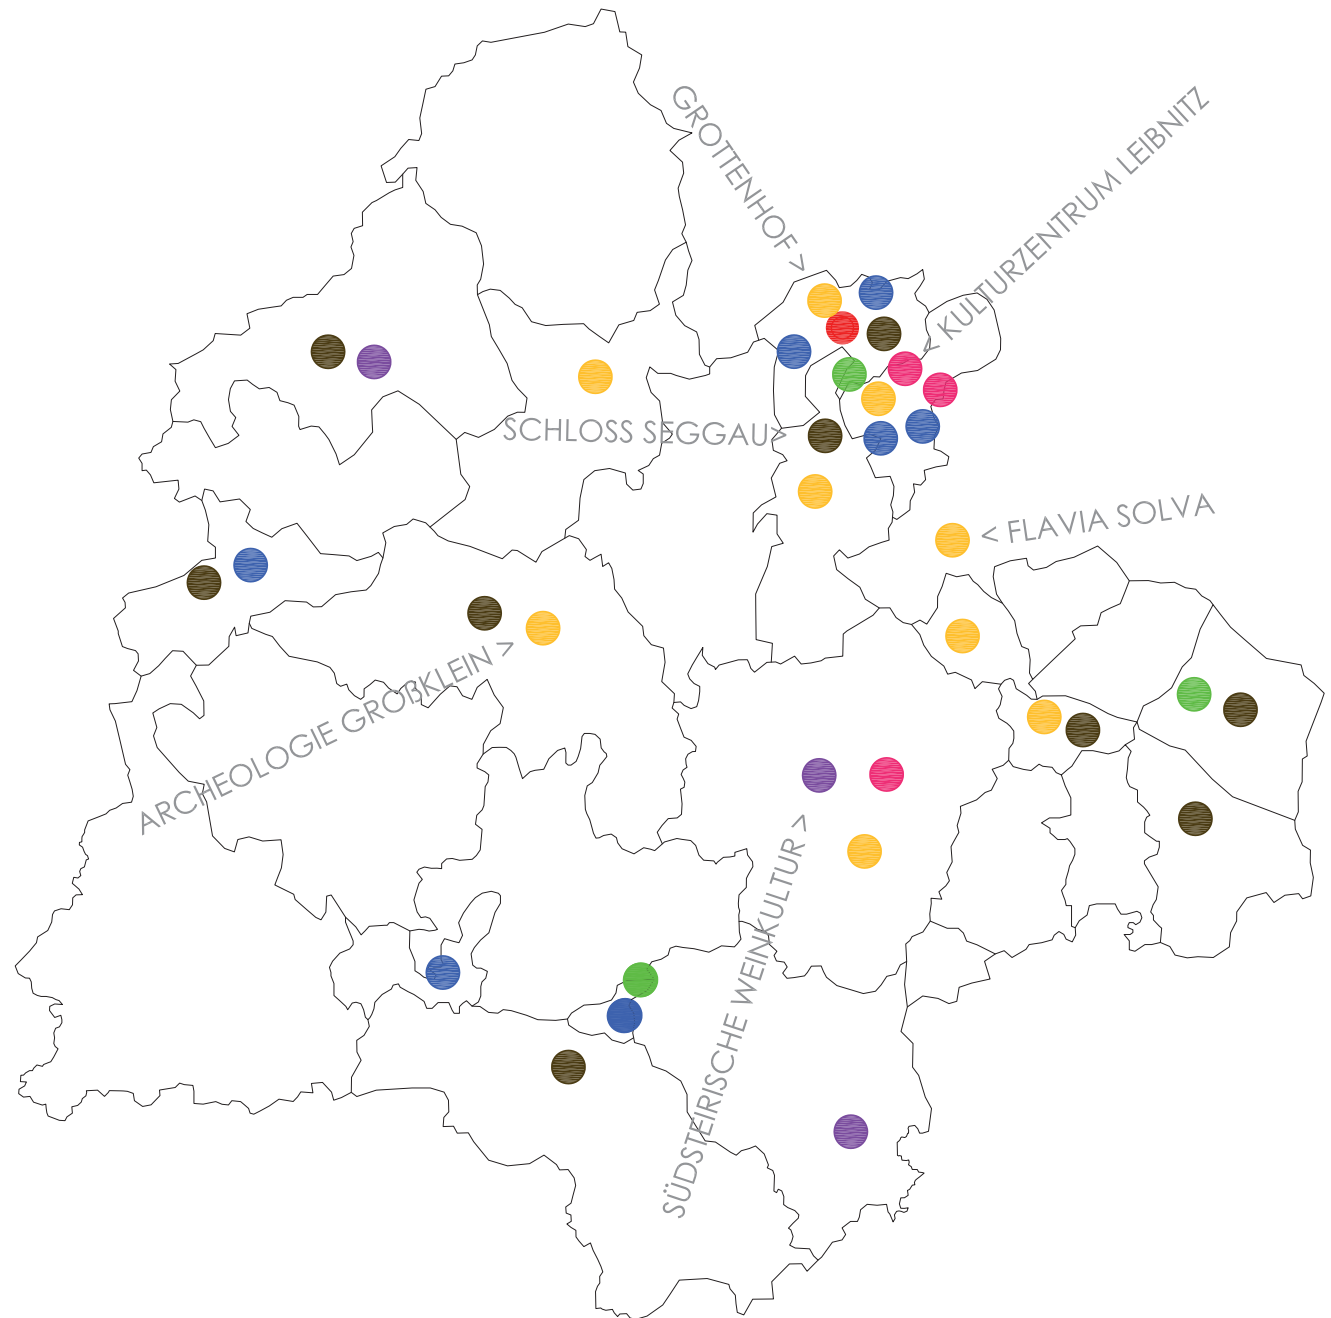 GROTTENHOF >
< KULTURZENTRUM LEIBNITZ
SCHLOSS SEGGAU>
< FLAVIA SOLVA
ARCHEOLOGIE GROßKLEIN >
SÜDSTEIRISCHE WEINKULTUR >